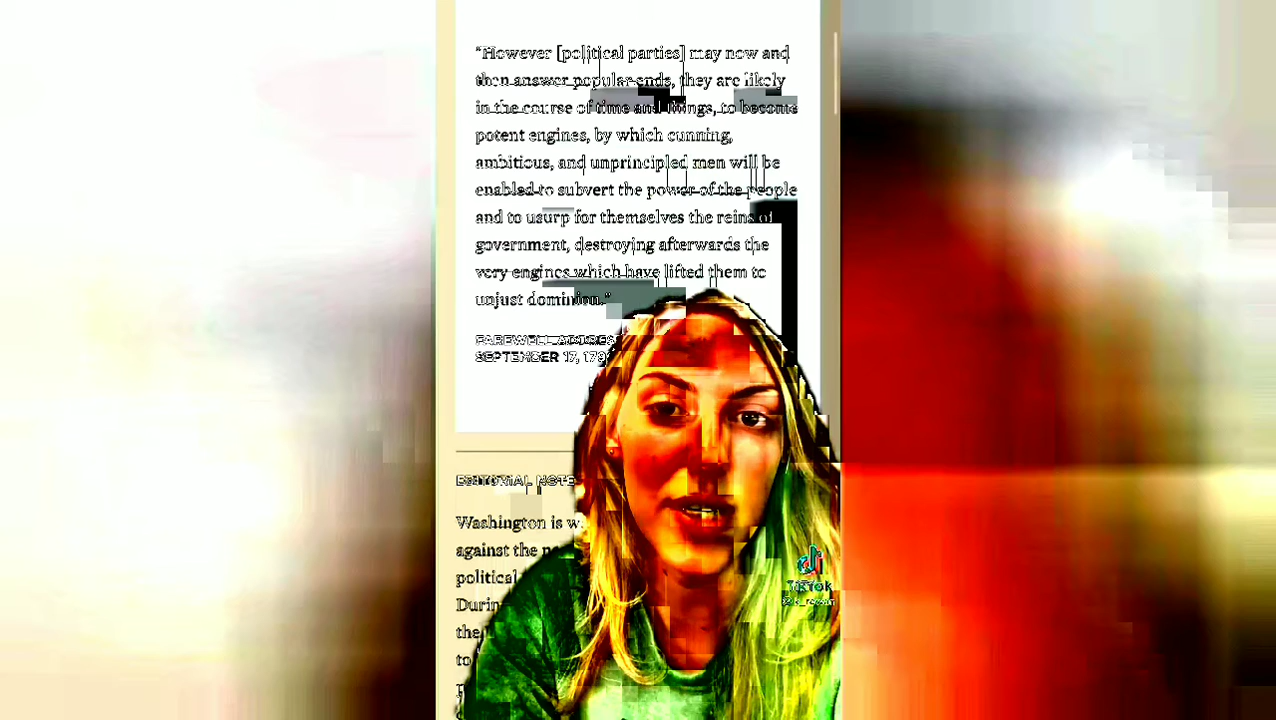 “However [political parties] may now and
then answer popular ends, they are likely
in the course of time and things, to become
potent engines, by which cunning,
ambitious, and unprincipled men will be
enabled to subvert the power of the people
and to usurp for themselves the reins of
government, destroying afterwards the
very engines which have lifted them to
unjust dominion.”
FAREWELL ADDRESS
SEPTEMBER 17, 179
EDITORIAL NOTE
Washington is w
against the
political
Durin
the
to
TikTok